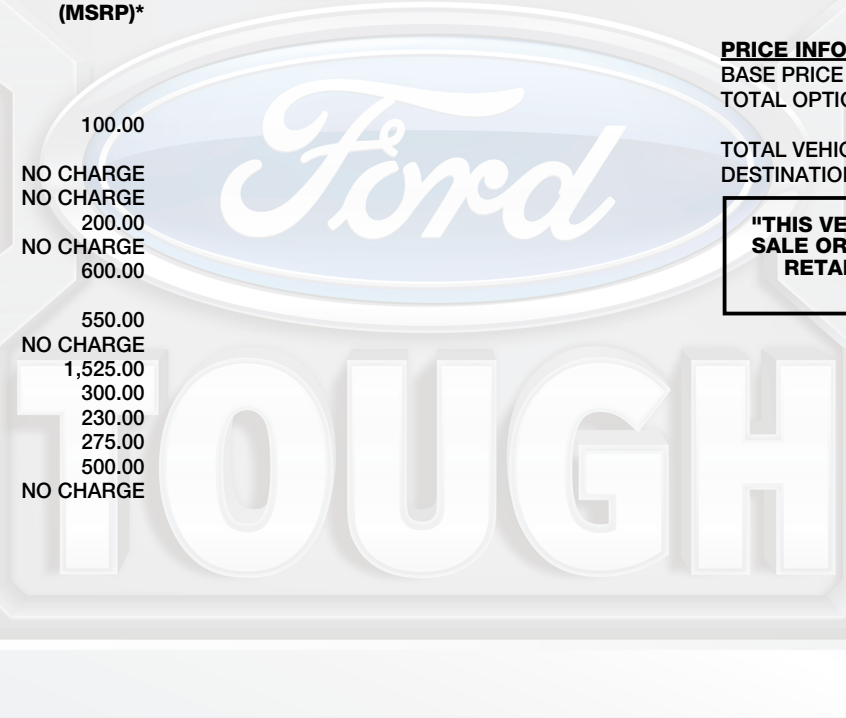 (MSRP)*
100.00
NO CHARGE
NO CHARGE
200.00
NO CHARGE
600.00
550.00
NO CHARGE
1,525.00
300.00
230.00
275.00
500.00
NO CHARGE
PRICE INFO
BASE PRICE
TOTAL OPTIO
TOTAL VEHIC
DESTINATION
"THIS VE
SALE OR
RETAI
Ford
TOUGH